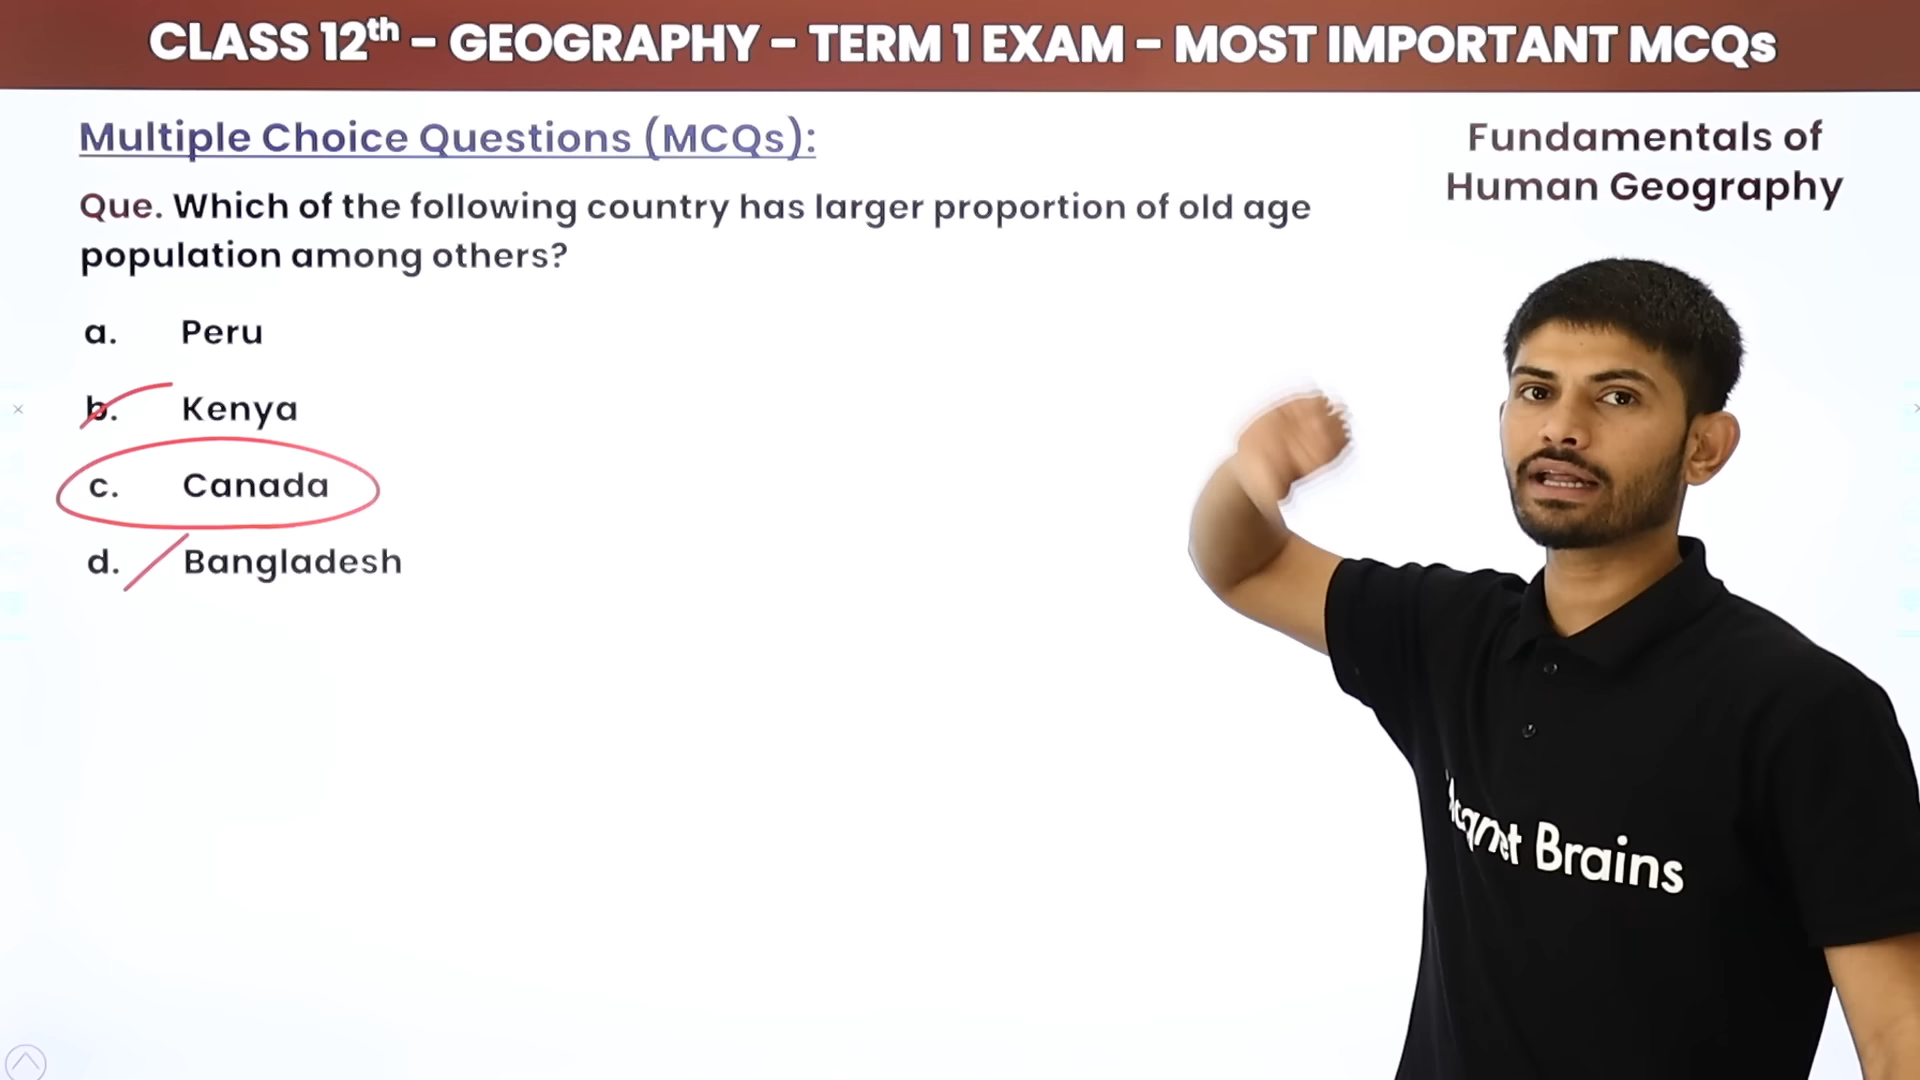 CLASS 12th – GEOGRAPHY – TERM 1 EXAM – MOST IMPORTANT MCQs
Multiple Choice Questions (MCQs):
Fundamentals of
Human Geography
Que. Which of the following country has larger proportion of old age
population among others?
a. Peru
b. Kenya
c. Canada
d. Bangladesh
Brains